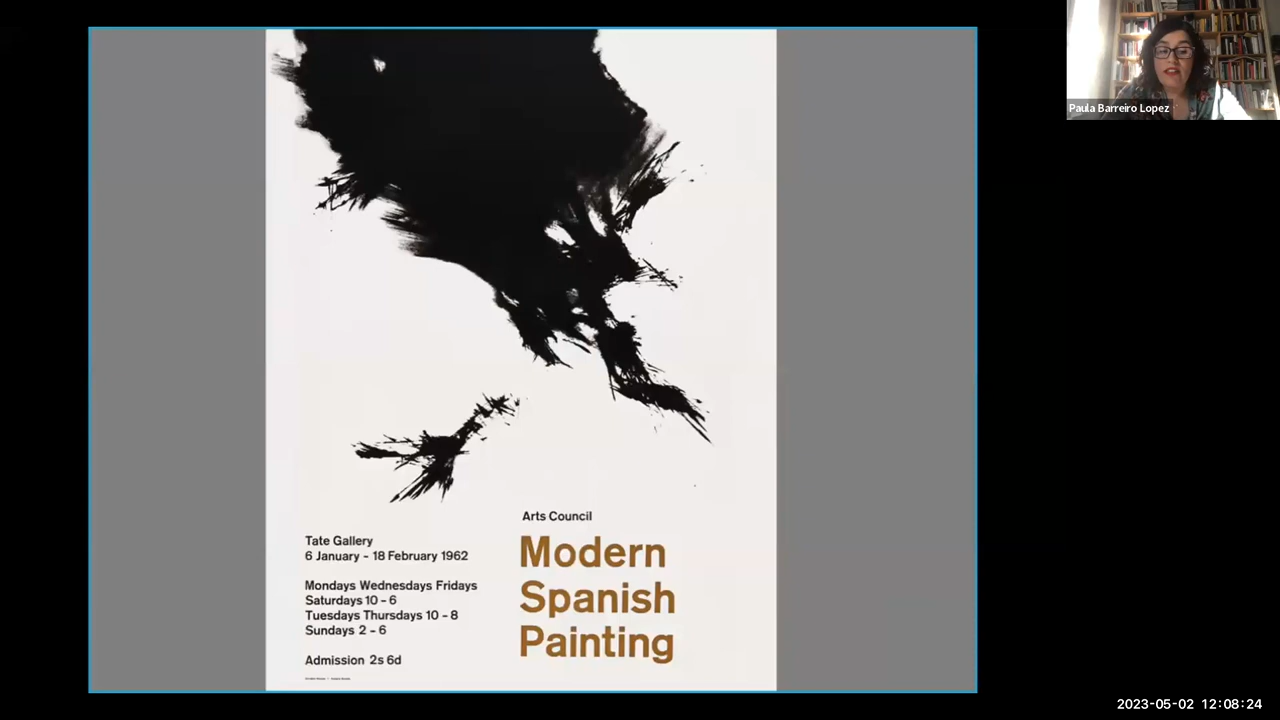 Paula Barreiro Lopez
Arts Council
Modern
Spanish
Painting
Tate Gallery
6 January - 18 February 1962
Mondays Wednesdays Fridays
Saturdays 10 - 6
Tuesdays Thursdays 10 - 8
Sundays 2 - 6
Admission 2s 6d
2023-05-02 12:08:24